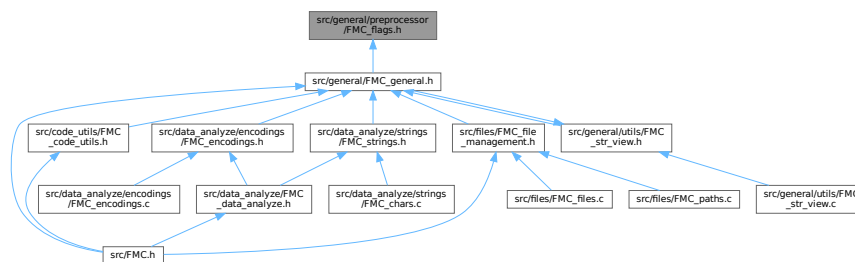 src/general/preprocessor
/FMC_flags.h
src/general/FMC_general.h
src/code_utils/FMC
_code_utils.h
src/data_analyze/encodings
/FMC_encodings.h
src/data_analyze/strings
/FMC_strings.h
src/files/FMC_file
_management.h
src/general/utils/FMC
_str_view.h
src/data_analyze/encodings
/FMC_encodings.c
src/data_analyze/FMC
_data_analyze.h
src/data_analyze/strings
/FMC_chars.c
src/files/FMC_files.c
src/files/FMC_paths.c
src/general/utils/FMC
_str_view.c
src/FMC.h